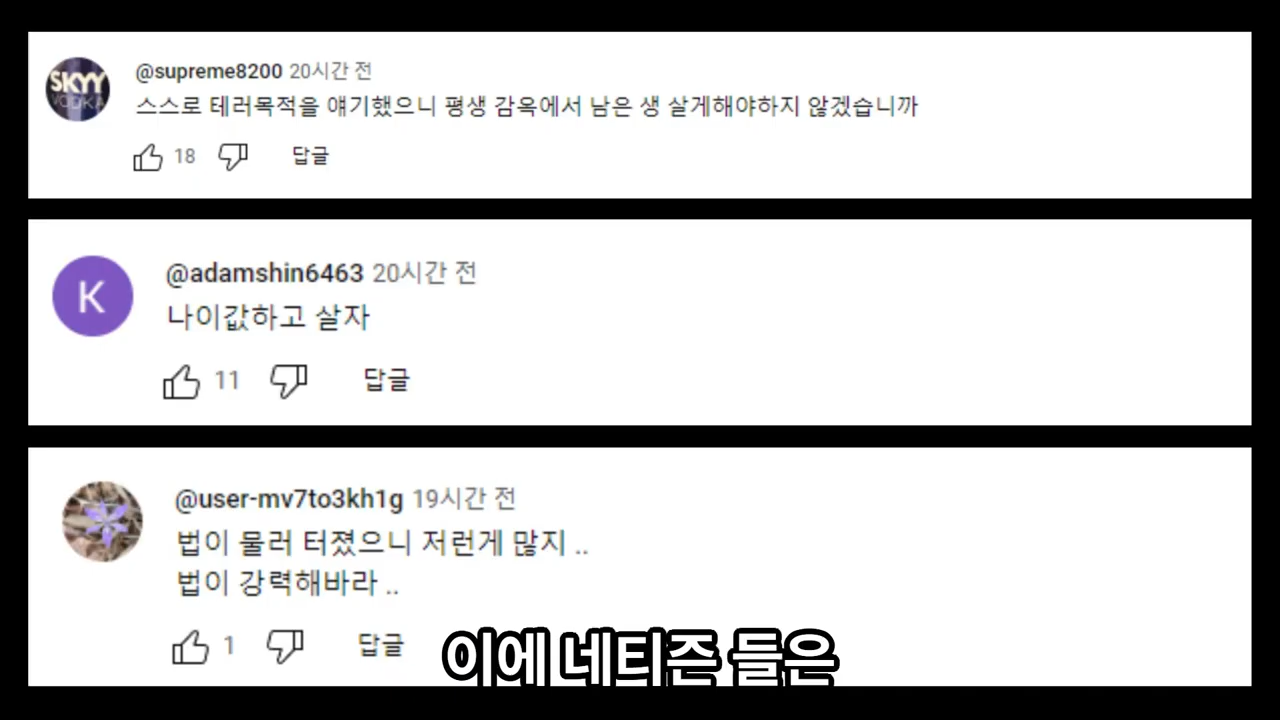 SKYY
VODKA
@supreme8200 20시간 전
스스로 테러목적을 얘기했으니 평생 감옥에서 남은 생 살게해야하지 않겠습니까
18 답글
K
@adamshin6463 20시간 전
나이값하고 살자
11 답글
@user-mv7to3kh1g 19시간 전
법이 물러 터졌으니 저런게 많지 ..
법이 강력해바라 ..
1 답글
이에 네티즌 들은